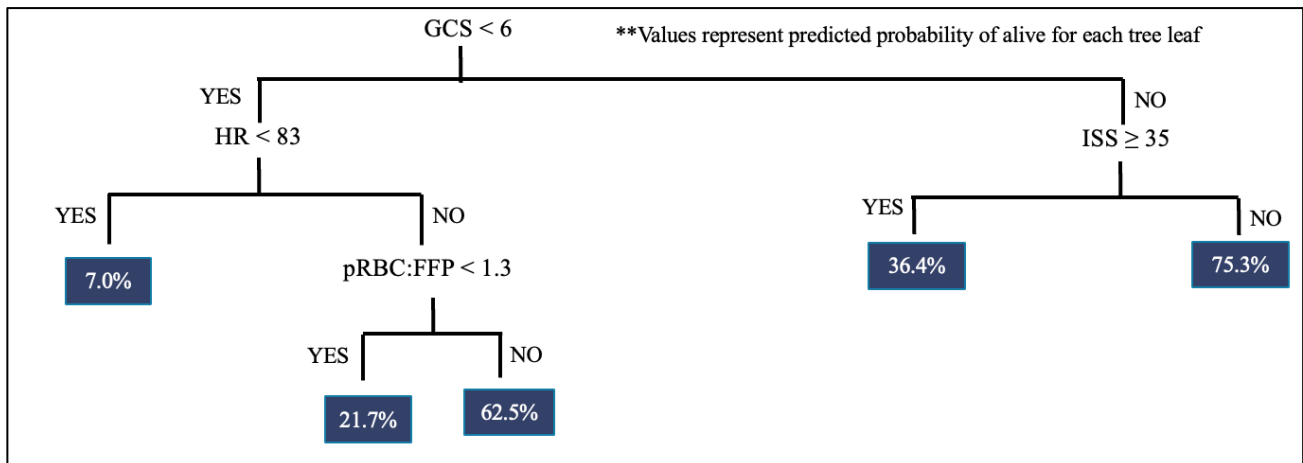 GCS < 6
**Values represent predicted probability of alive for each tree leaf
YES
NO
HR < 83
ISS ≥ 35
YES
NO
YES
NO
7.0%
pRBC:FFP < 1.3
36.4%
75.3%
YES
NO
21.7%
62.5%